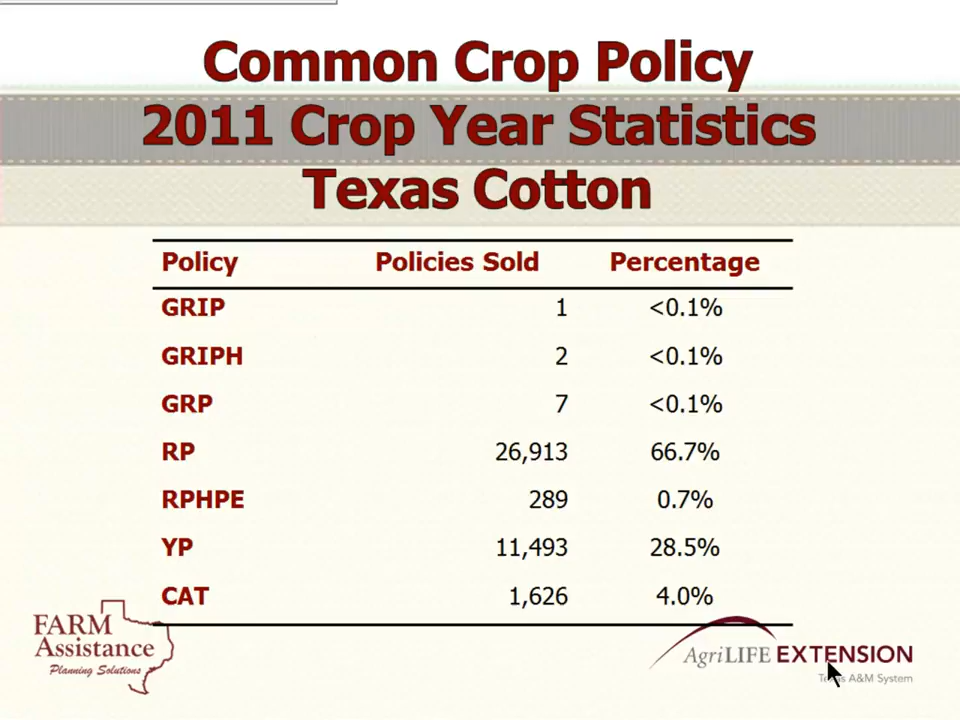 Common Crop Policy
2011 Crop Year Statistics
Texas Cotton
Policy Policies Sold Percentage
GRIP 1 <0.1%
GRIPH 2 <0.1%
GRP 7 <0.1%
RP 26,913 66.7%
RPHPE 289 0.7%
YP 11,493 28.5%
CAT 1,626 4.0%
FARM
Assistance
Planning Solutions
AgriLIFE EXTENSION
Texas A&M System